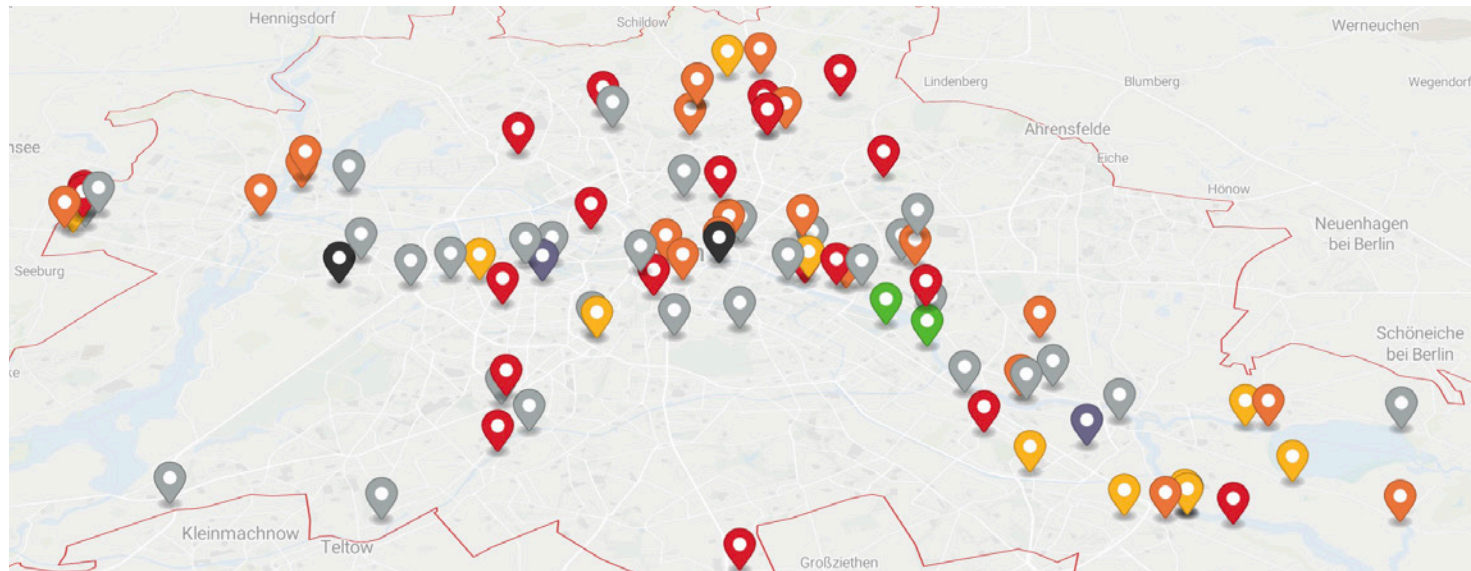 Hennigsdorf
Schildow
Werneuchen
Lindenberg
Blumberg
Wegendorf
Ahrensfelde
Eiche
Hönow
Neuenhagen
bei Berlin
Seeburg
Schöneiche
bei Berlin
Kleinmachnow
Teltow
Großziethen